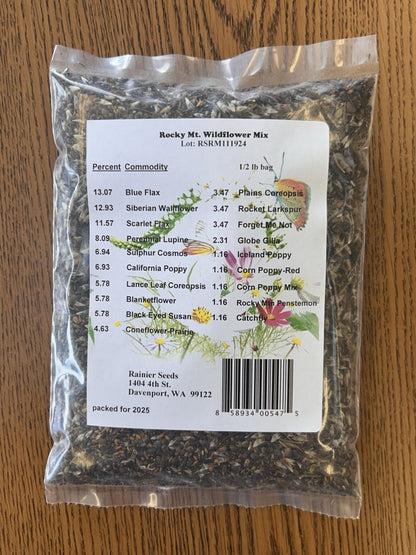 Rocky Mt. Wildflower Mix
Lot: RSRM111924
Percent Commodity 1/2 lb bag
13.07 Blue Flax 3.47 Plains Coreopsis
12.93 Siberian Wallflower 3.47 Rocket Larkspur
11.57 Scarlet Flax 3.47 Forget Me Not
8.09 Perennial Lupine 2.31 Globe Gilia
6.94 Sulphur Cosmos 1.16 Iceland Poppy
6.93 California Poppy 1.16 Corn Poppy-Red
5.78 Lance Leaf Coreopsis 1.16 Corn Poppy Mix
5.78 Blanketflower 1.16 Rocky Mtn Penstemon
5.78 Black Eyed Susan 1.16 Catchfly
4.63 Coneflower-Prairie
Rainier Seeds
1404 4th St.
Davenport, WA 99122
8 58934 00547 5
packed for 2025